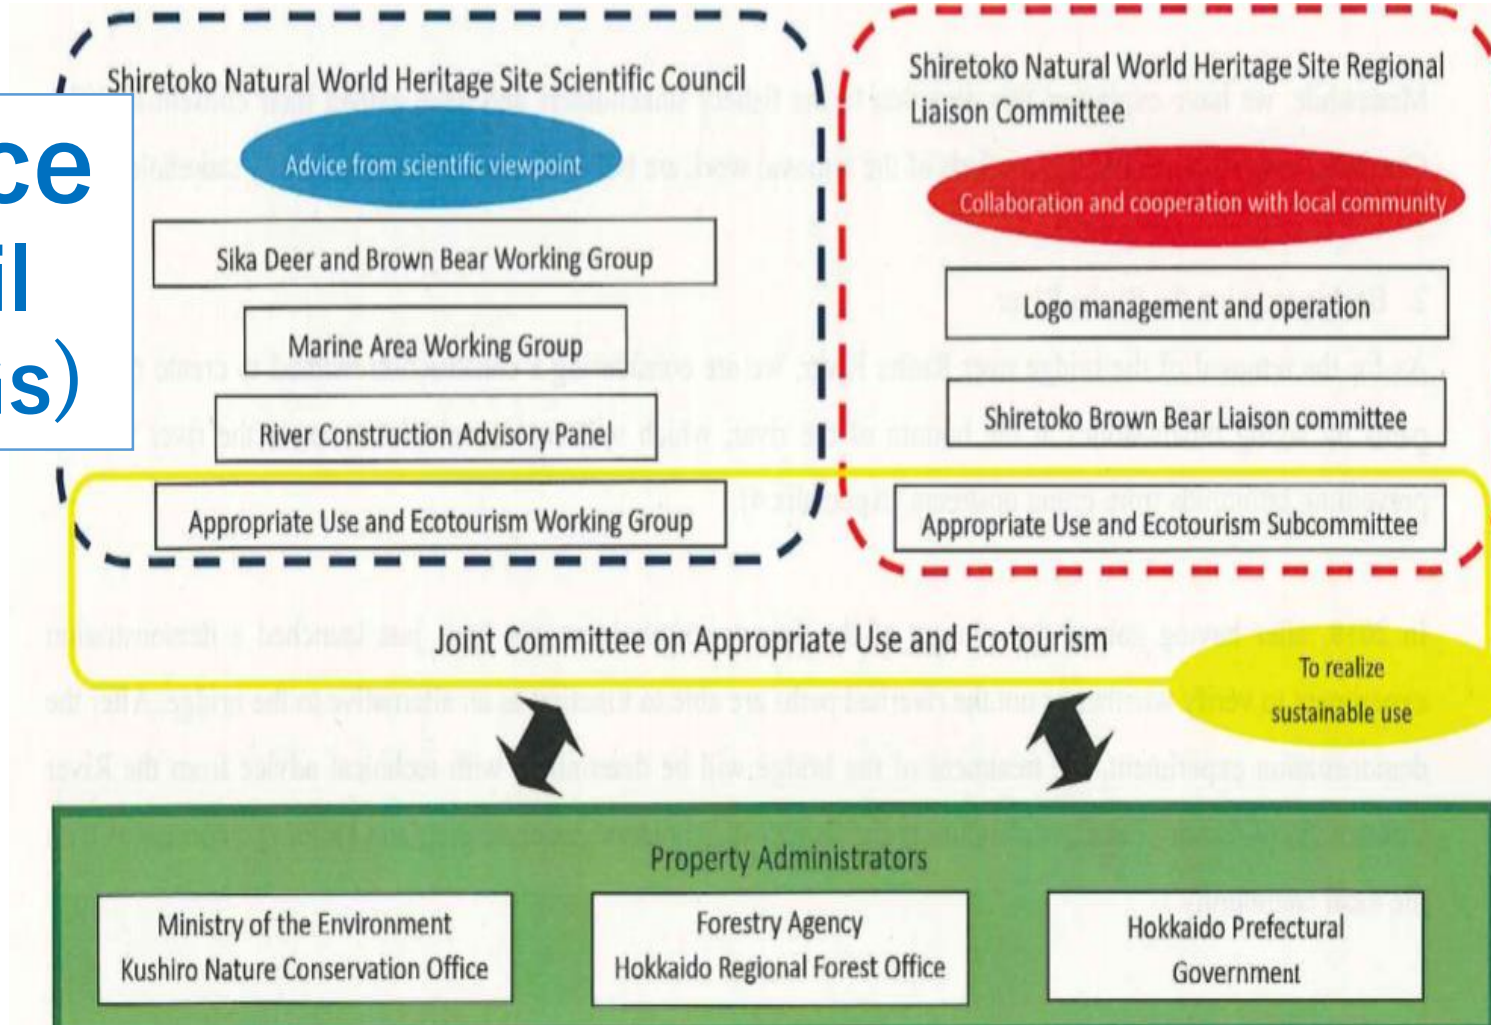 ce
il
s)
Shiretoko Natural World Heritage Site Scientific Council
Advice from scientific viewpoint
Sika Deer and Brown Bear Working Group
Marine Area Working Group
River Construction Advisory Panel
Appropriate Use and Ecotourism Working Group
Shiretoko Natural World Heritage Site Regional
Liaison Committee
Collaboration and cooperation with local community
Logo management and operation
Shiretoko Brown Bear Liaison committee
Appropriate Use and Ecotourism Subcommittee
Joint Committee on Appropriate Use and Ecotourism
To realize
sustainable use
Property Administrators
Ministry of the Environment
Kushiro Nature Conservation Office
Forestry Agency
Hokkaido Regional Forest Office
Hokkaido Prefectural
Government